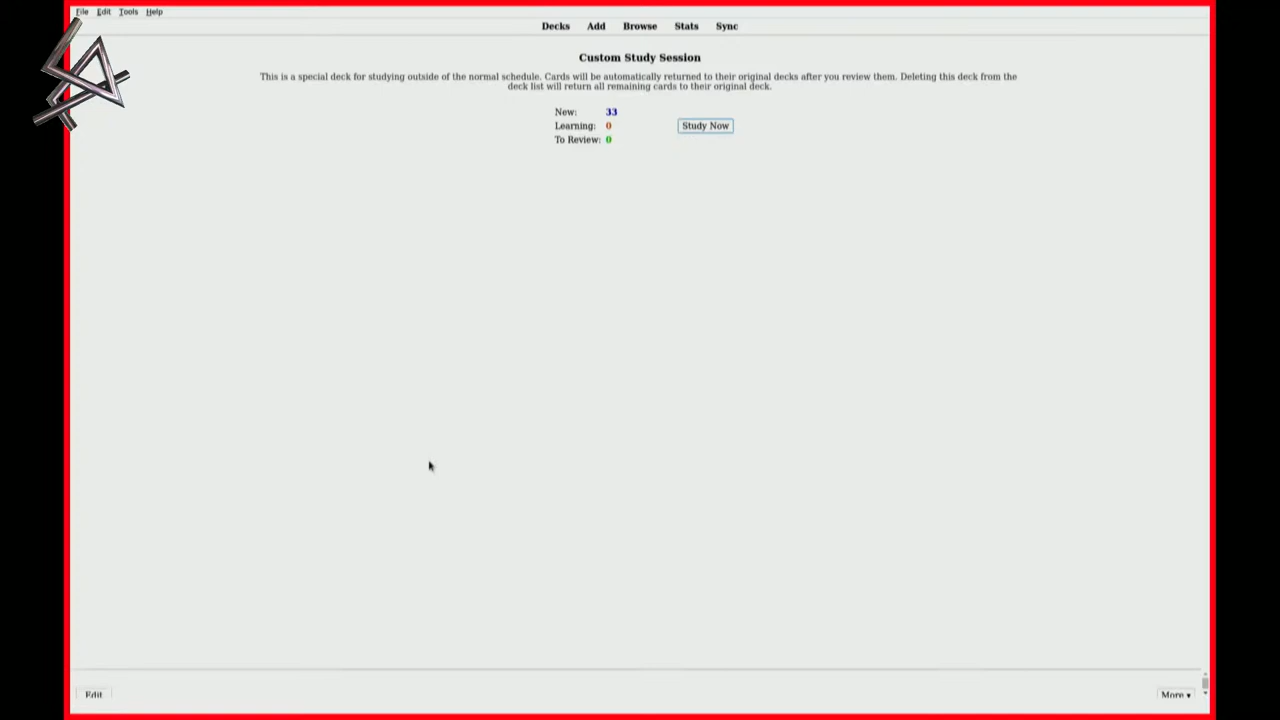 File Edit Tools Help
Decks Add Browse Stats Sync
Custom Study Session
This is a special deck for studying outside of the normal schedule. Cards will be automatically returned to their original decks after you review them. Deleting this deck from the
deck list will return all remaining cards to their original deck.
New: 33
Learning: 0
Study Now
To Review: 0
Edit
More ▾